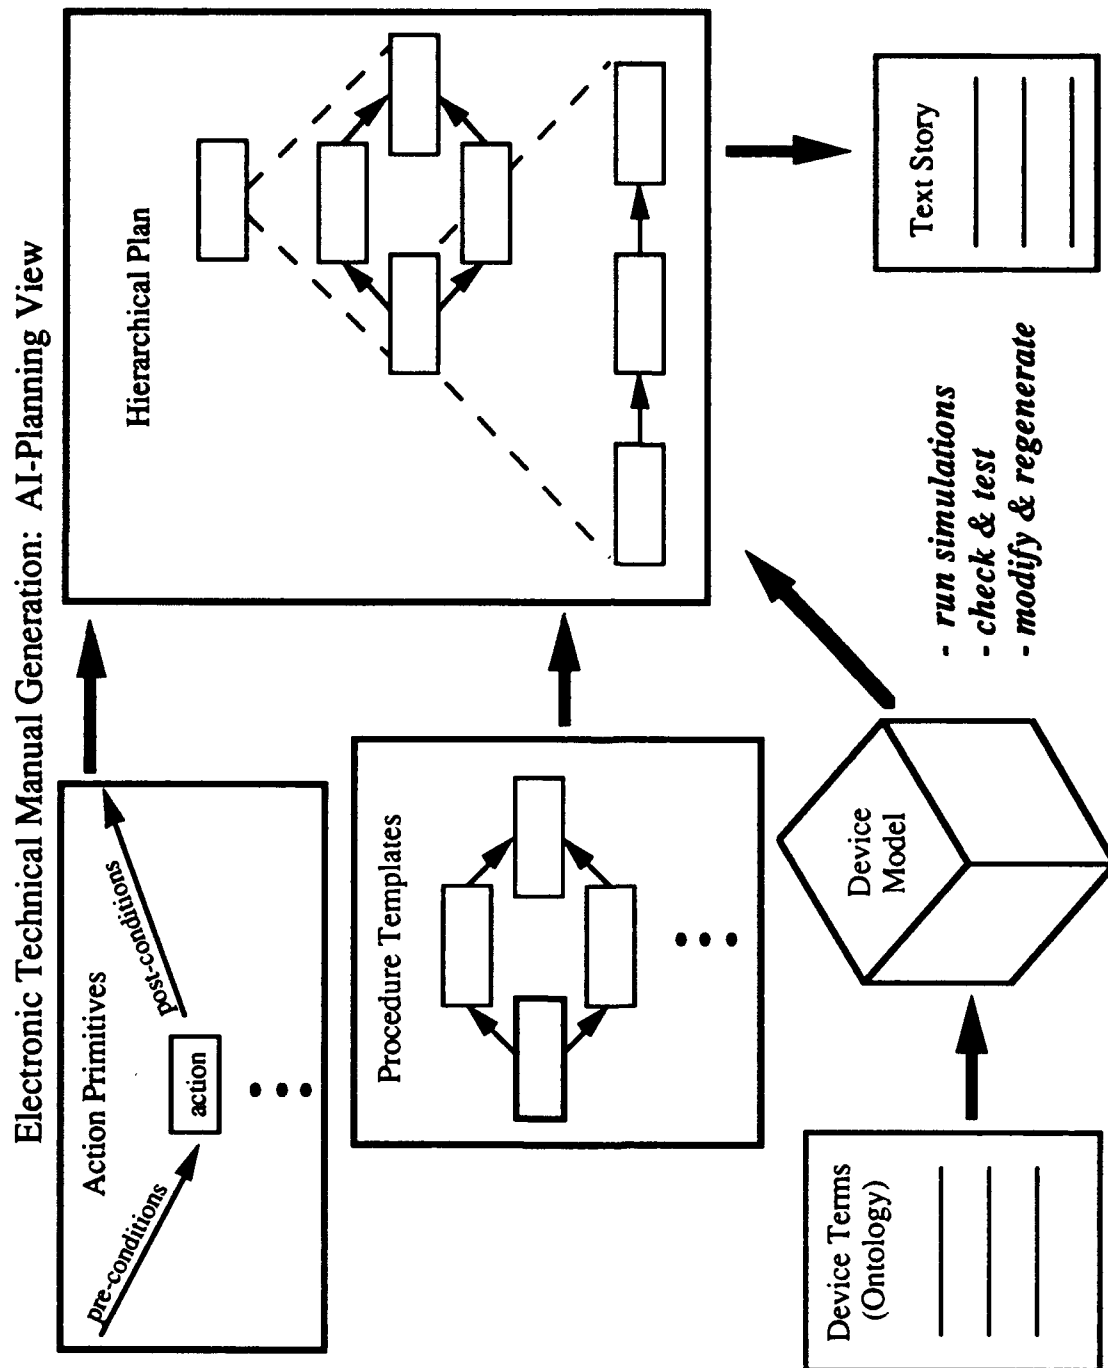 Electronic Technical Manual Generation: AI-Planning View
Action Primitives
pre-conditions
action
post-conditions
Procedure Templates
Device Terms
(Ontology)
Device
Model
Hierarchical Plan
- run simulations
- check & test
- modify & regenerate
Text Story